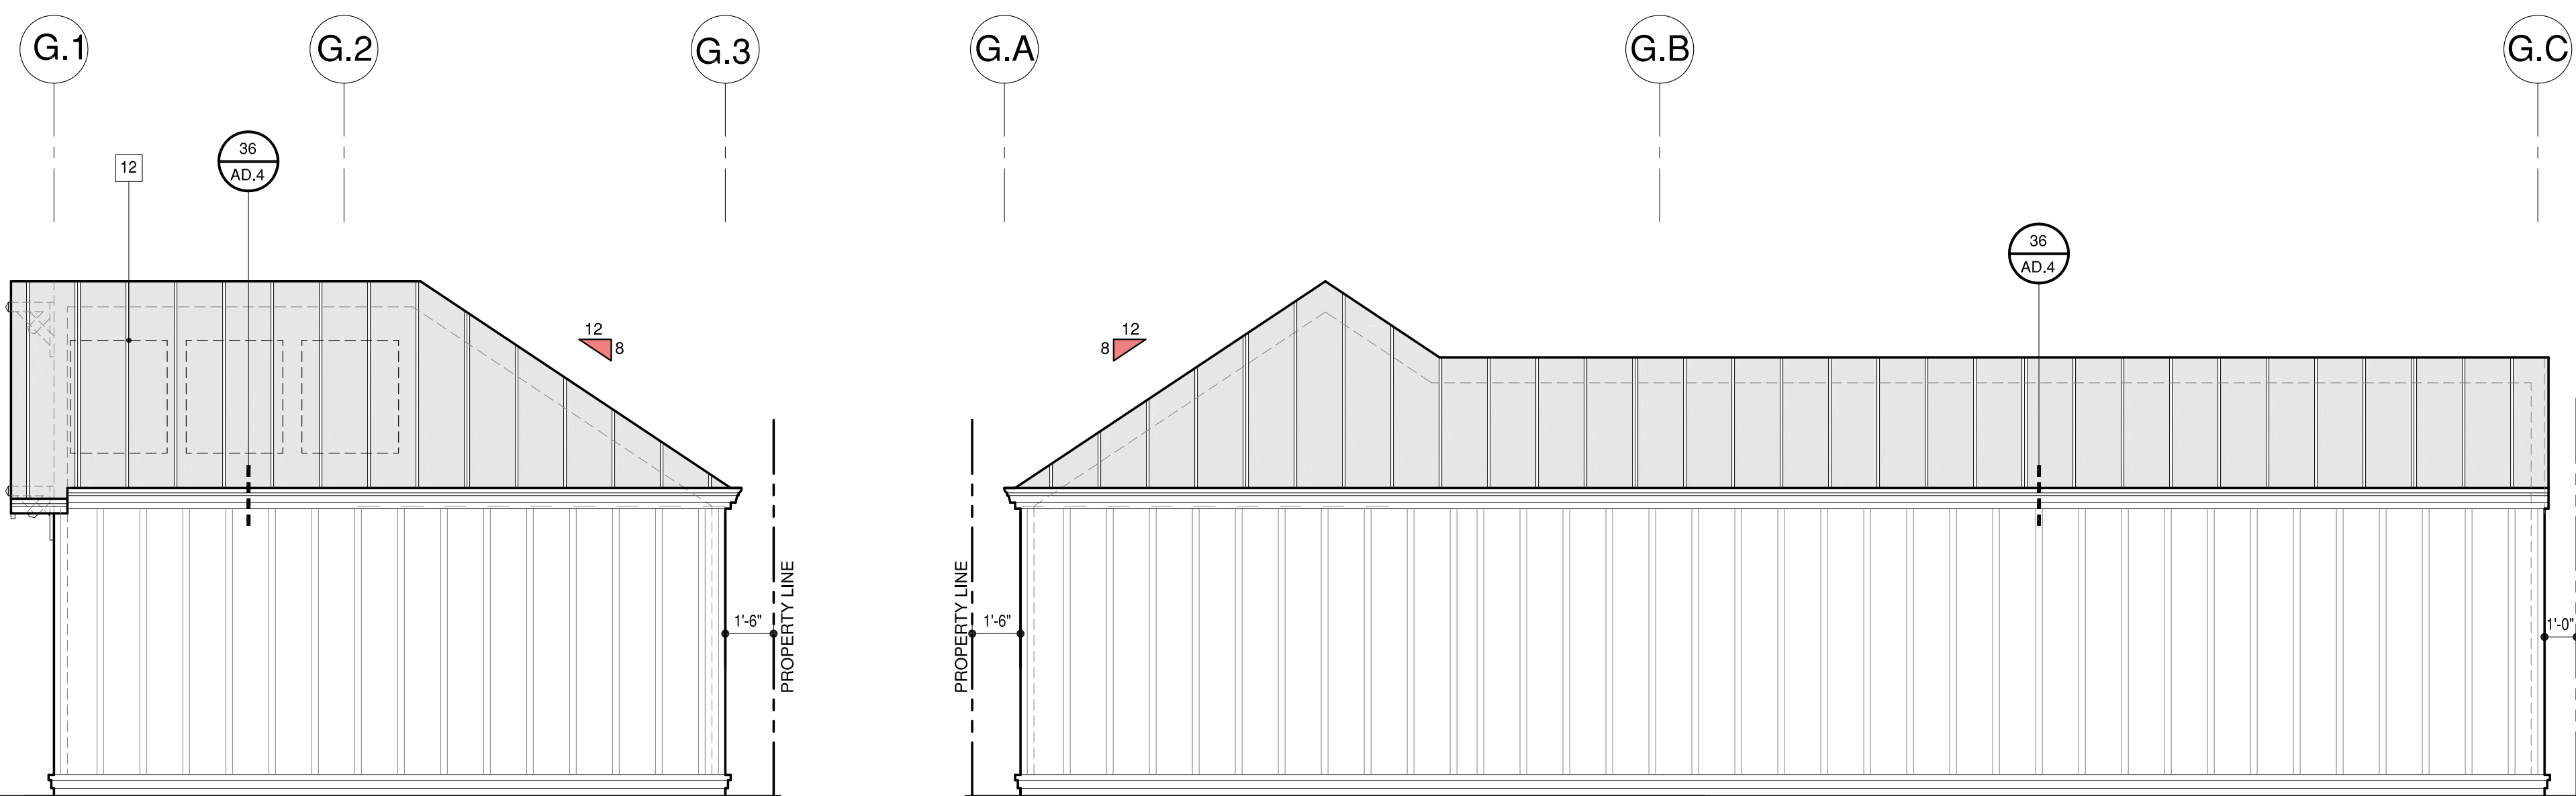 G.1
G.2
G.3
G.A
G.B
G.C
12
36
AD.4
36
AD.4
12
8
12
8
1'-6"
PROPERTY LINE
PROPERTY LINE
1'-6"
1'-0"